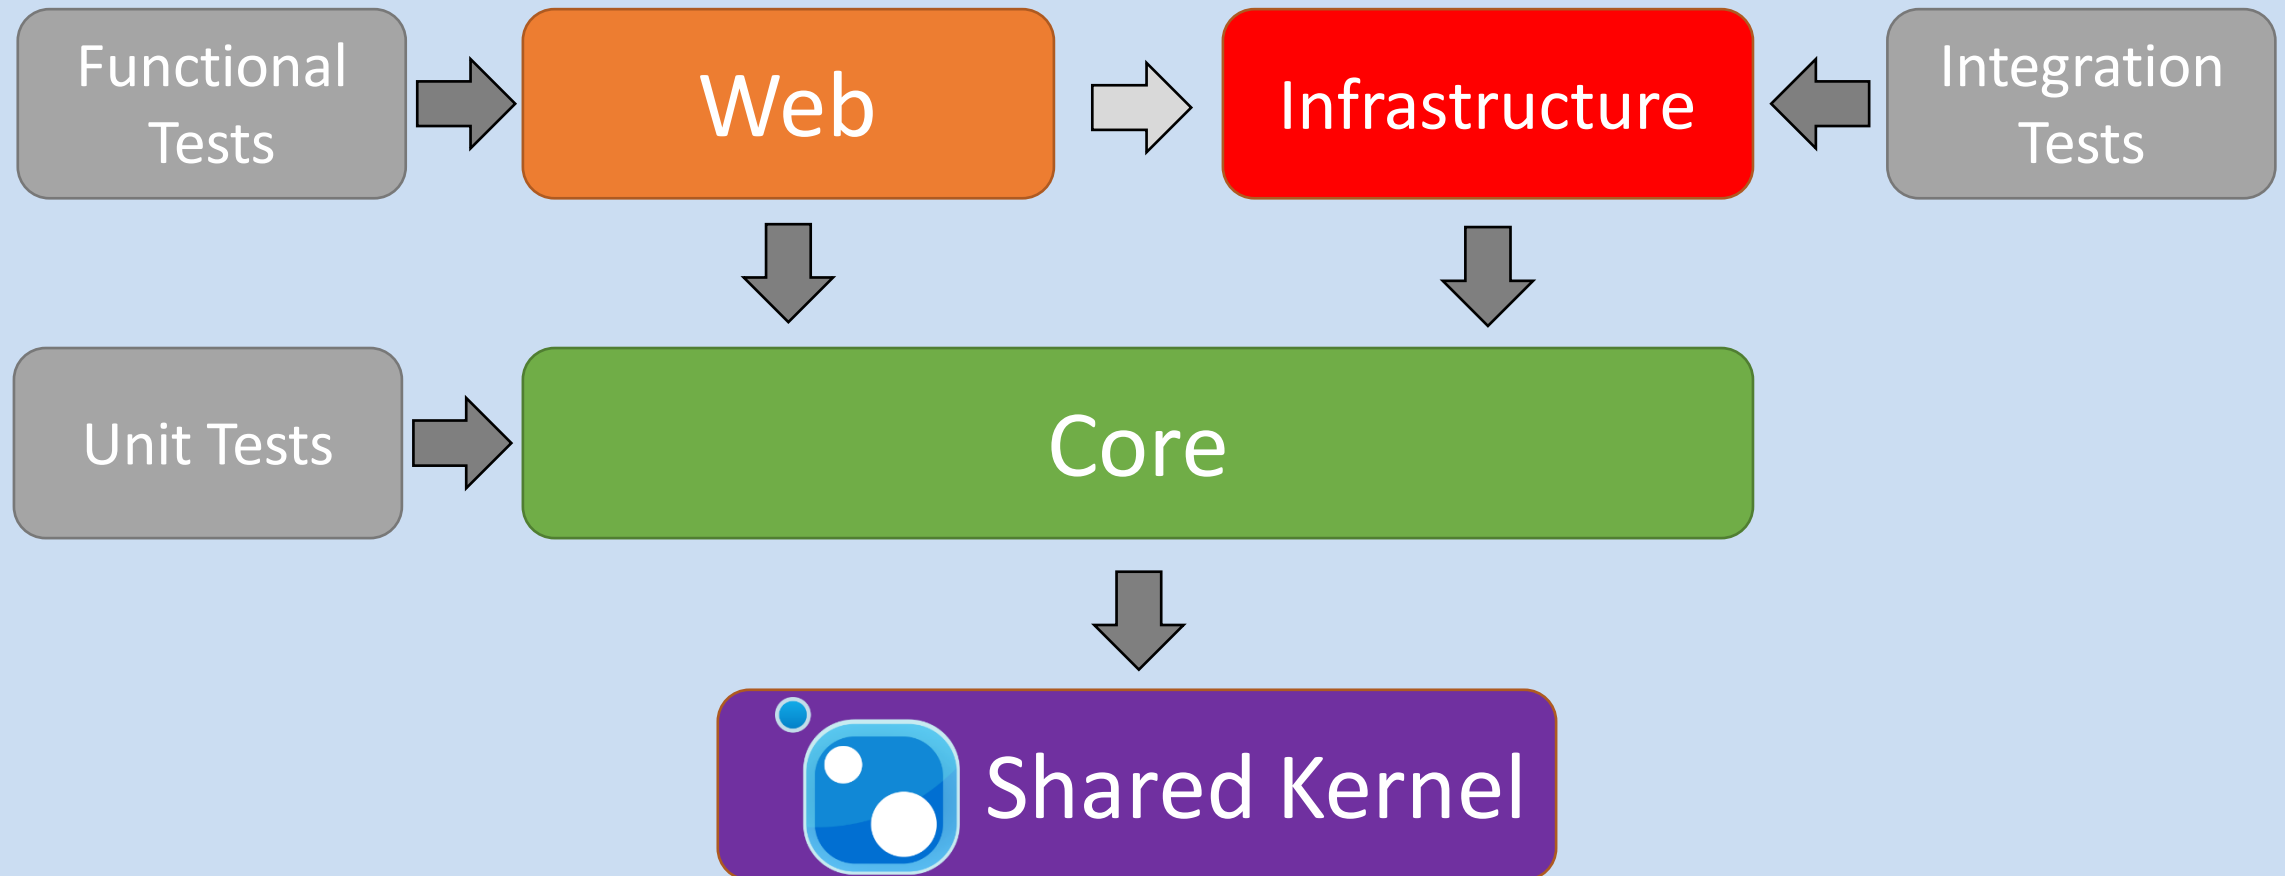 Functional
Tests
Web
Infrastructure
Integration
Tests
Unit Tests
Core
Shared Kernel